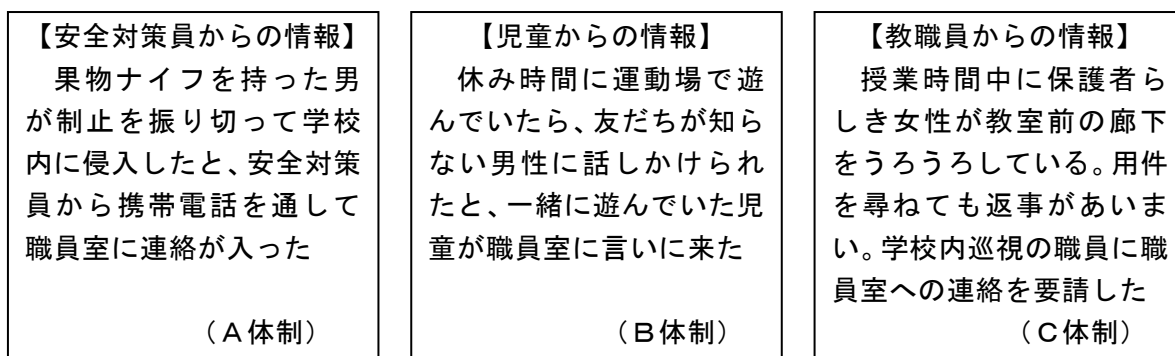 【安全対策員からの情報】
果物ナイフを持った男
が制止を振り切って学校
内に侵入したと、安全対策
員から携帯電話を通して
職員室に連絡が入った
（Ａ体制）
【児童からの情報】
休み時間に運動場で遊
んでいたら、友だちが知ら
ない男性に話しかけられ
たと、一緒に遊んでいた児
童が職員室に言いに来た
（Ｂ体制）
【教職員からの情報】
授業時間中に保護者ら
しき女性が教室前の廊下
をうろうろしている。用件
を尋ねても返事があいま
い。学校内巡視の職員に職
員室への連絡を要請した
（Ｃ体制）